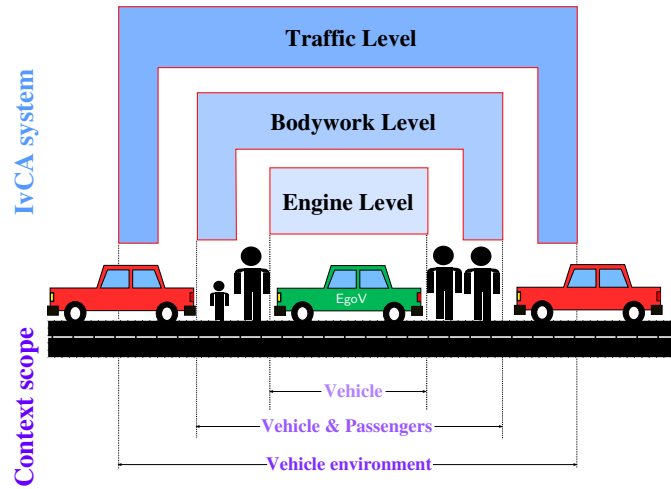 Traffic Level
Bodywork Level
Engine Level
IvCA system
EgoV
Context scope
Vehicle
Vehicle & Passengers
Vehicle environment